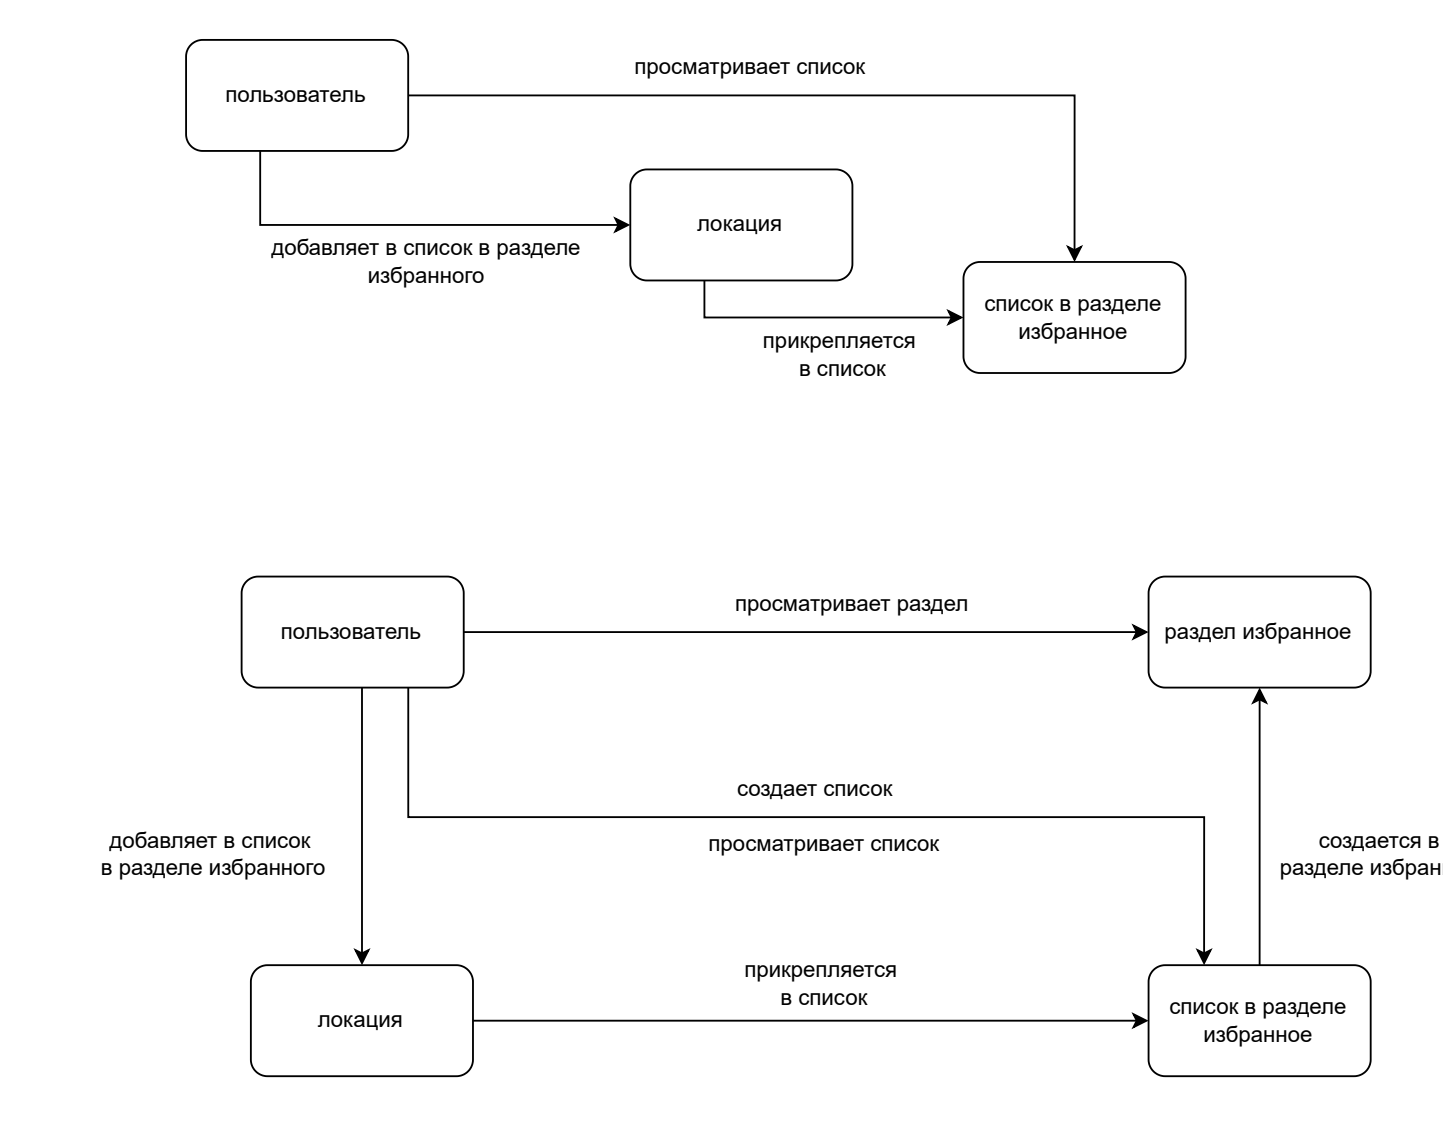 просматривает список
пользователь
локация
добавляет в список в разделе
избранного
список в разделе
избранное
прикрепляется
в список
просматривает раздел
пользователь
раздел избранное
создает список
просматривает список
добавляет в список
в разделе избранного
создается в
разделе
прикрепляется
в список
локация
список в разделе
избранное